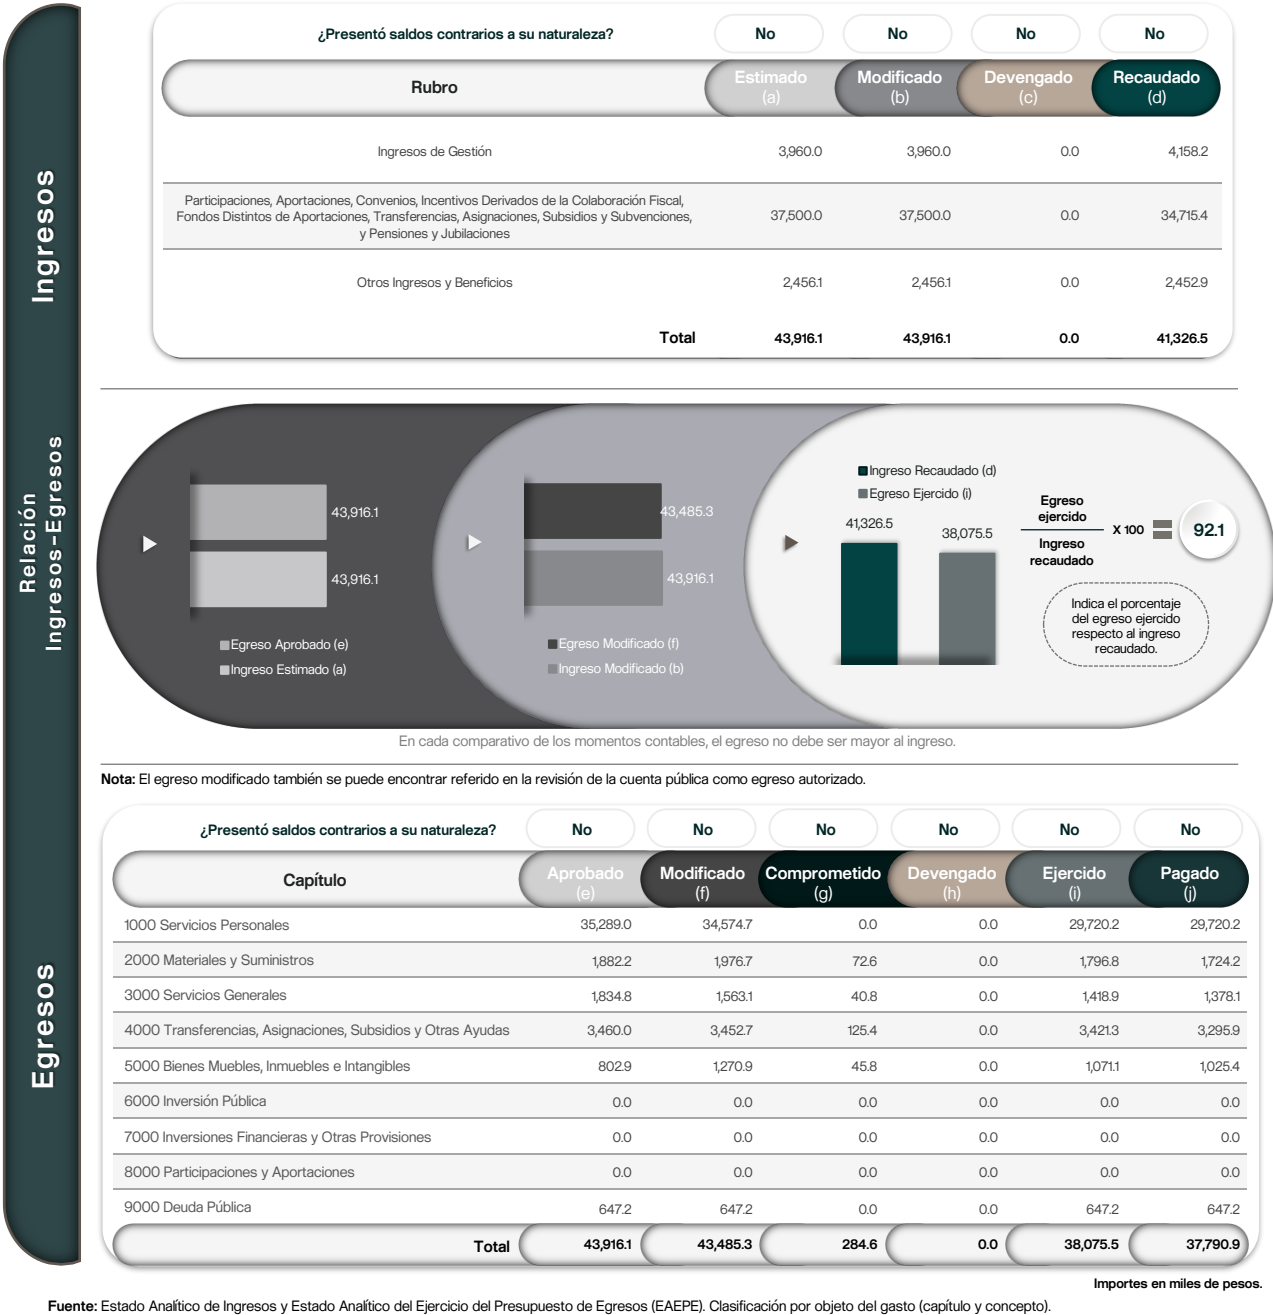 Ingresos
¿Presentó saldos contrarios a su naturaleza? No No No No
Rubro Estimado (a) Modificado (b) Devengado (c) Recaudado (d)
Ingresos de Gestión 3,960.0 3,960.0 0.0 4,158.2
Participaciones, Aportaciones, Convenios, Incentivos Derivados de la Colaboración Fiscal,
Fondos Distintos de Aportaciones, Transferencias, Asignaciones, Subsidios y Subvenciones, 37,500.0 37,500.0 0.0 34,715.4
y Pensiones y Jubilaciones
Otros Ingresos y Beneficios 2,456.1 2,456.1 0.0 2,452.9
Total 43,916.1 43,916.1 0.0 41,326.5
Relación
Ingresos-Egresos
43,916.1
43,916.1
Egreso Aprobado (e)
Ingreso Estimado (a)
43,485.3
43,916.1
Egreso Modificado (f)
Ingreso Modificado (b)
Ingreso Recaudado (d)
Egreso Ejercido (i)
41,326.5
38,075.5
Egreso
ejercido
Ingreso
recaudado
X 100 = 92.1
Indica el porcentaje
del egreso ejercido
respecto al ingreso
recaudado.
En cada comparativo de los momentos contables, el egreso no debe ser mayor al ingreso.
Nota: El egreso modificado también se puede encontrar referido en la revisión de la cuenta pública como egreso autorizado.
Egresos
¿Presentó saldos contrarios a su naturaleza? No No No No No No
Capítulo Aprobado (e) Modificado (f) Comprometido (g) Devengado (h) Ejercido (i) Pagado (j)
1000 Servicios Personales 35,289.0 34,574.7 0.0 0.0 29,720.2 29,720.2
2000 Materiales y Suministros 1,882.2 1,976.7 72.6 0.0 1,796.8 1,724.2
3000 Servicios Generales 1,834.8 1,563.1 40.8 0.0 1,418.9 1,378.1
4000 Transferencias, Asignaciones, Subsidios y Otras Ayudas 3,460.0 3,452.7 125.4 0.0 3,421.3 3,295.9
5000 Bienes Muebles, Inmuebles e Intangibles 802.9 1,270.9 45.8 0.0 1,071.1 1,025.4
6000 Inversión Pública 0.0 0.0 0.0 0.0 0.0 0.0
7000 Inversiones Financieras y Otras Provisiones 0.0 0.0 0.0 0.0 0.0 0.0
8000 Participaciones y Aportaciones 0.0 0.0 0.0 0.0 0.0 0.0
9000 Deuda Pública 647.2 647.2 0.0 0.0 647.2 647.2
Total 43,916.1 43,485.3 284.6 0.0 38,075.5 37,790.9
Importes en miles de pesos.
Fuente: Estado Analítico de Ingresos y Estado Analítico del Ejercicio del Presupuesto de Egresos (EAEPE). Clasificación por objeto del gasto (capítulo y concepto).